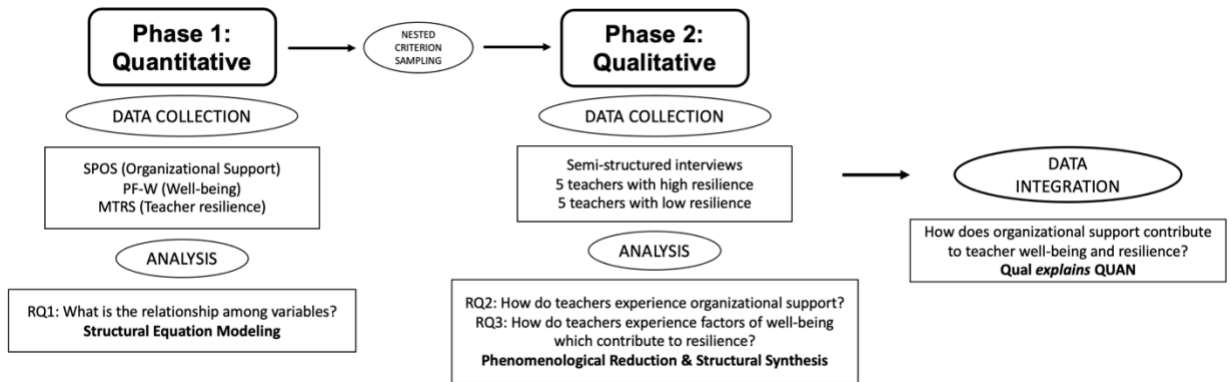 Phase 1:
Quantitative
NESTED
CRITERION
SAMPLING
Phase 2:
Qualitative
DATA COLLECTION
SPOS (Organizational Support)
PF-W (Well-being)
MTRS (Teacher resilience)
ANALYSIS
RQ1: What is the relationship among variables?
Structural Equation Modeling
DATA COLLECTION
Semi-structured interviews
5 teachers with high resilience
5 teachers with low resilience
ANALYSIS
RQ2: How do teachers experience organizational support?
RQ3: How do teachers experience factors of well-being
which contribute to resilience?
Phenomenological Reduction & Structural Synthesis
DATA
INTEGRATION
How does organizational support contribute
to teacher well-being and resilience?
Qual explains QUAN